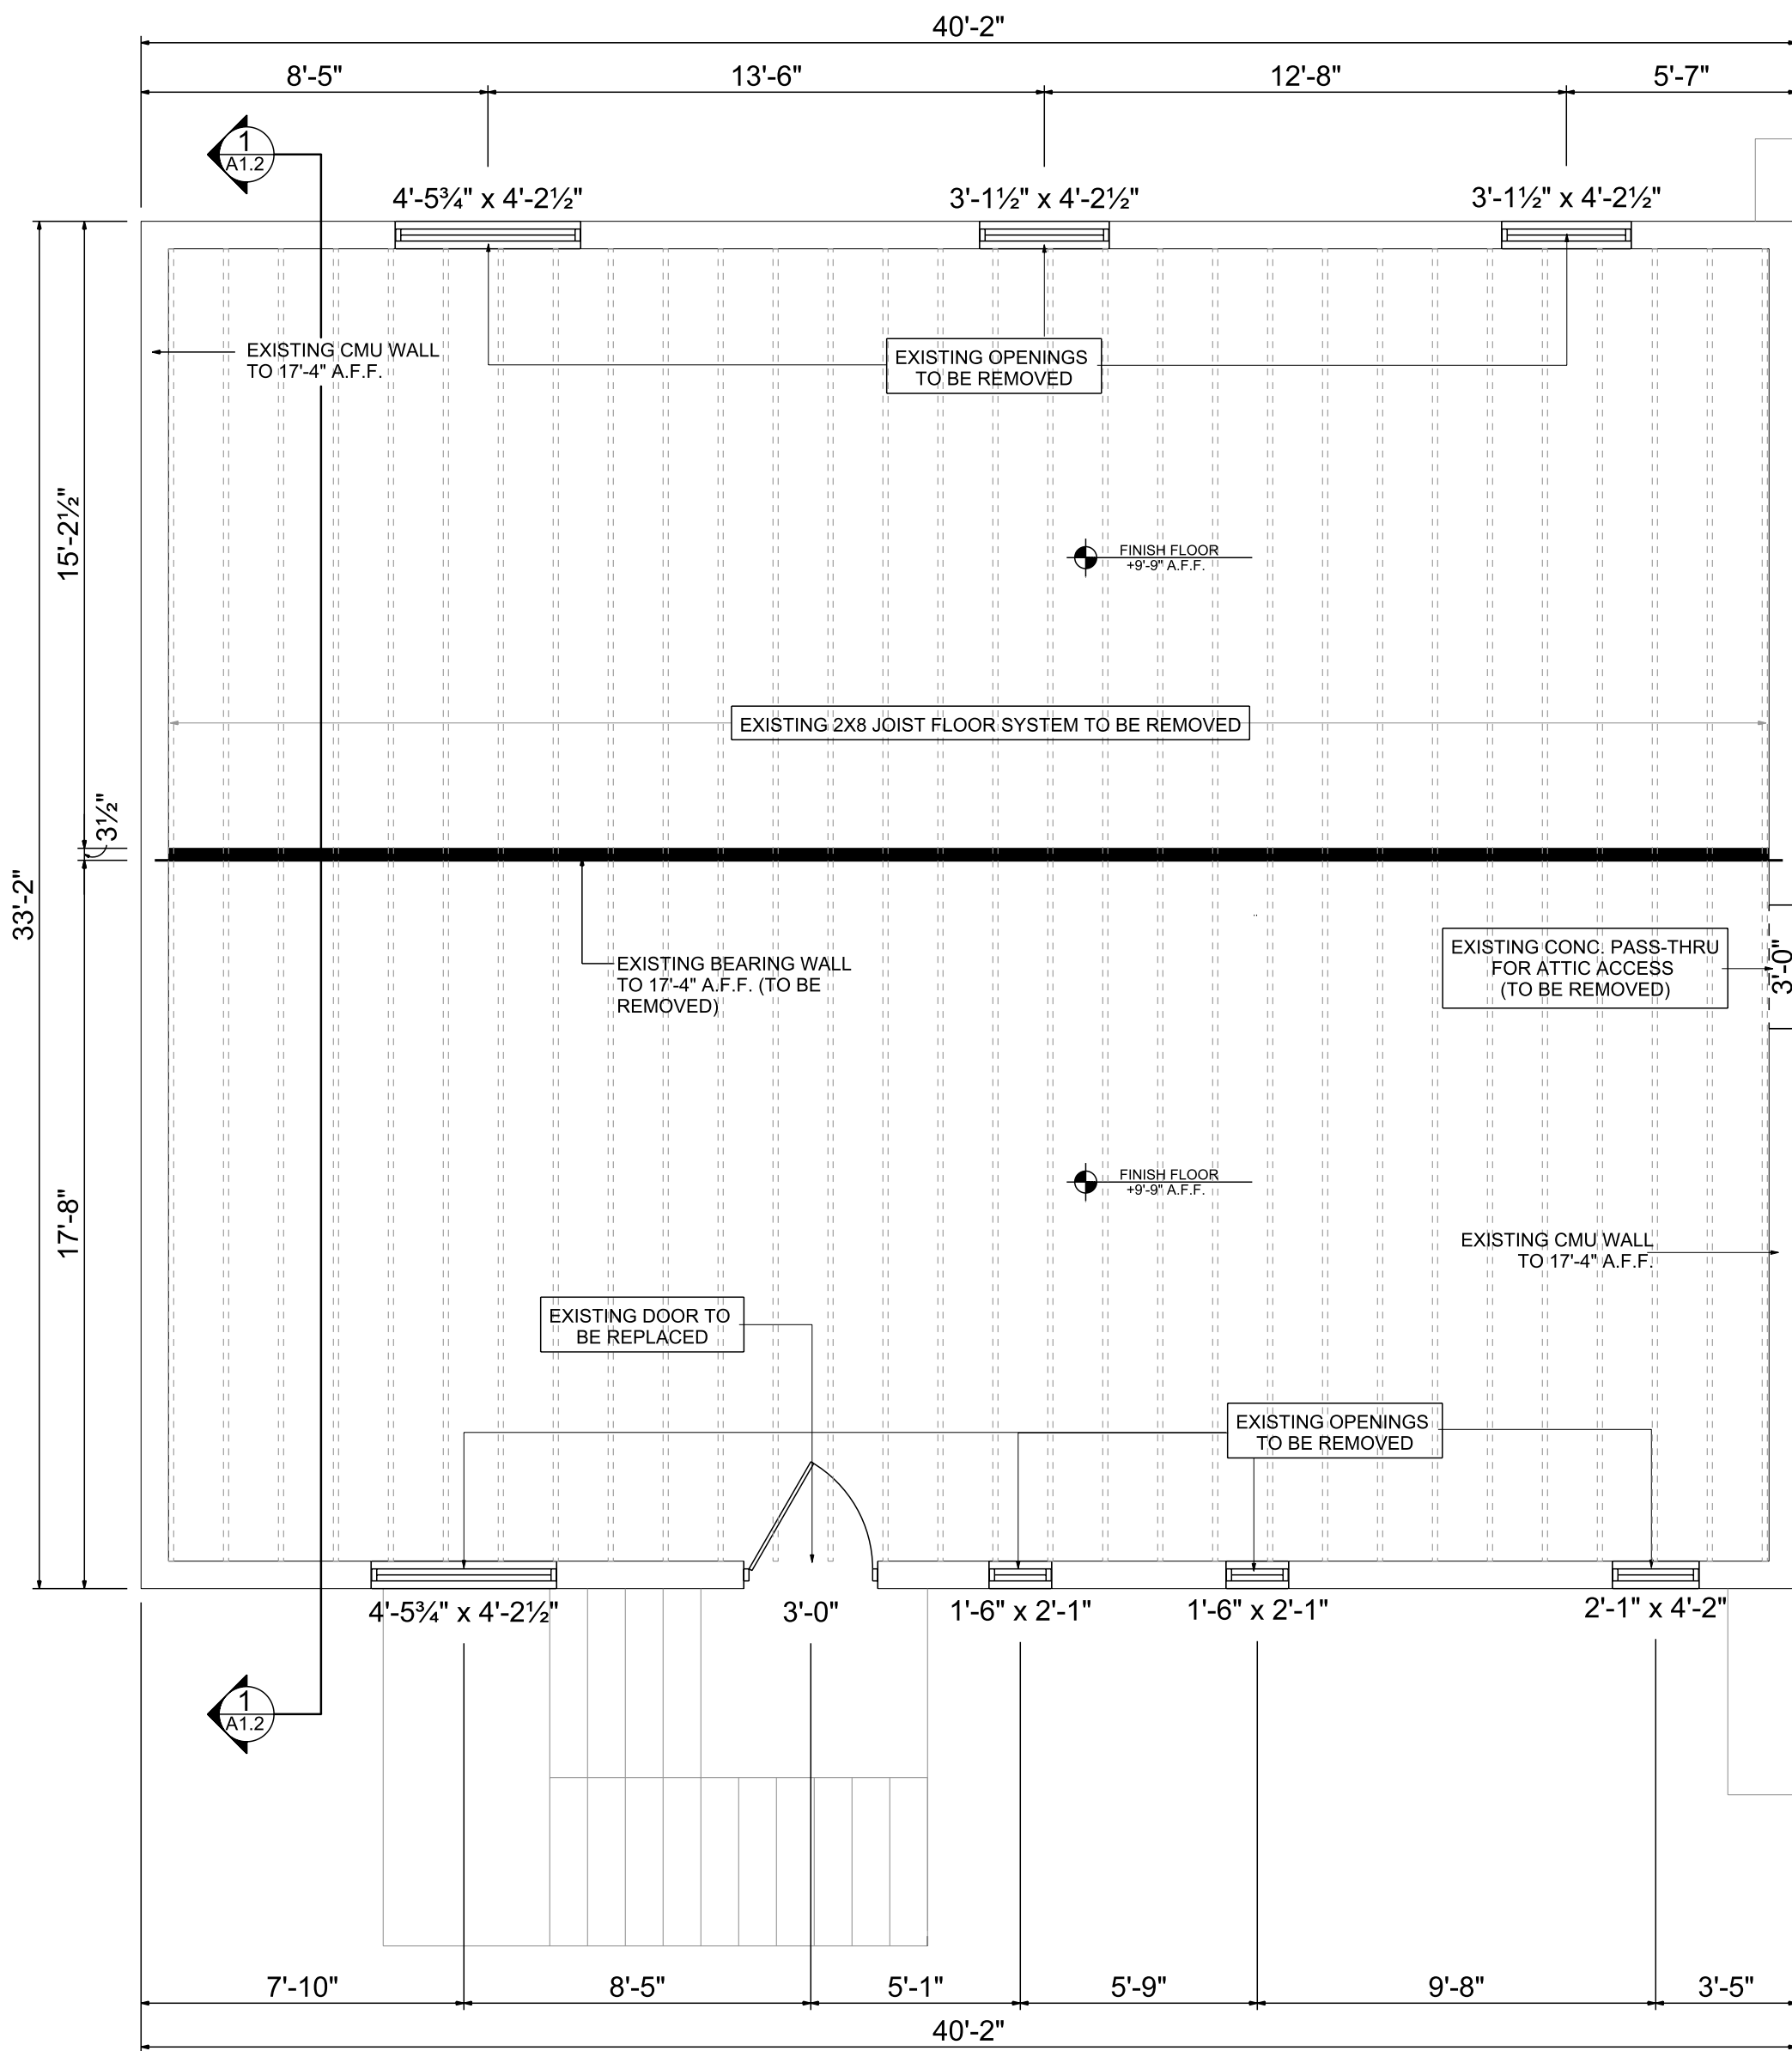 40'-2"
8'-5"
13'-6"
12'-8"
5'-7"
1
A1.2
4'-5¾" x 4'-2½"
3'-1½" x 4'-2½"
3'-1½" x 4'-2½"
EXISTING CMU WALL
TO 17'-4" A.F.F.
EXISTING OPENINGS
TO BE REMOVED
15'-2½"
FINISH FLOOR
+9'-9" A.F.F.
EXISTING 2X8 JOIST FLOOR SYSTEM TO BE REMOVED
3½"
33'-2"
EXISTING BEARING WALL
TO 17'-4" A.F.F. (TO BE
REMOVED)
EXISTING CONC. PASS-THRU
FOR ATTIC ACCESS
(TO BE REMOVED)
3'-0"
17'-8"
FINISH FLOOR
+9'-9" A.F.F.
EXISTING CMU WALL
TO 17'-4" A.F.F.
EXISTING DOOR TO
BE REPLACED
EXISTING OPENINGS
TO BE REMOVED
4'-5¾" x 4'-2½"
3'-0"
1'-6" x 2'-1"
1'-6" x 2'-1"
2'-1" x 4'-2"
1
A1.2
7'-10"
8'-5"
5'-1"
5'-9"
9'-8"
3'-5"
40'-2"